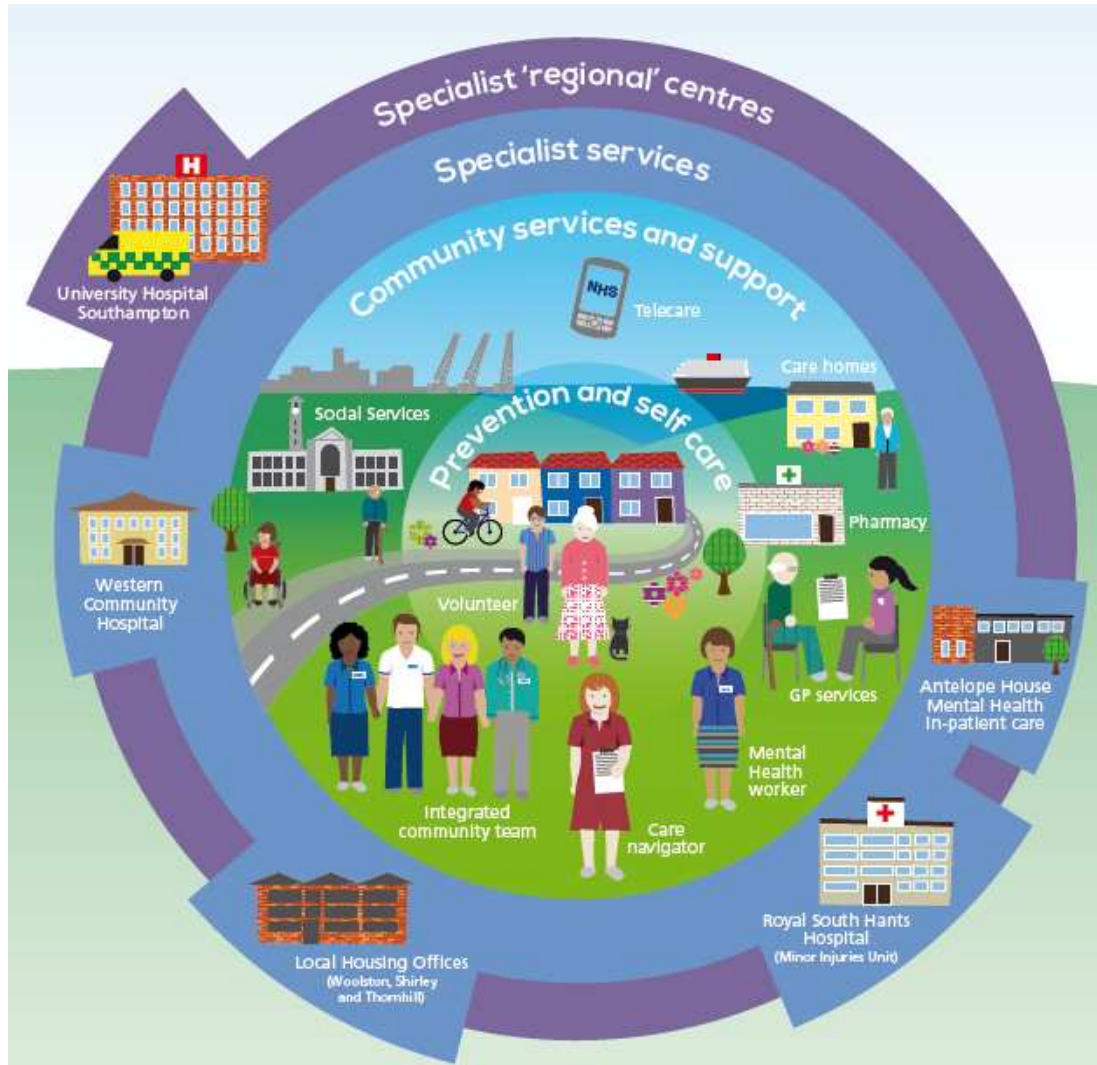 Specialist 'regional' centres
Specialist services
Community services and support
H
NHS
Telecare
University Hospital
Southampton
Care homes
Prevention and self care
Social Services
Pharmacy
Western
Community
Hospital
Volunteer
GP services
Antelope House
Mental Health
In-patient care
Mental
Health
worker
Integrated
community team
Care
navigator
Royal South Hants
Hospital
(Minor Injuries Unit)
Local Housing Offices
(Woolston, Shirley
and Thornhill)